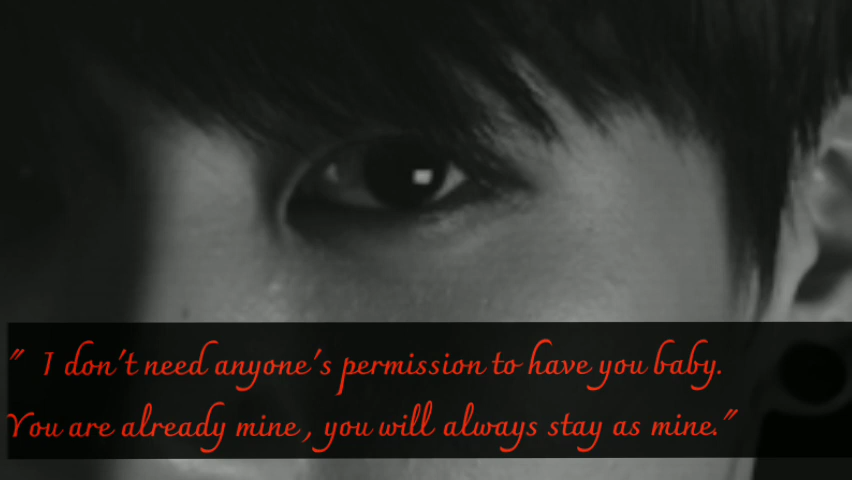 " I don't need anyone's permission to have you baby.
You are already mine, you will always stay as mine."